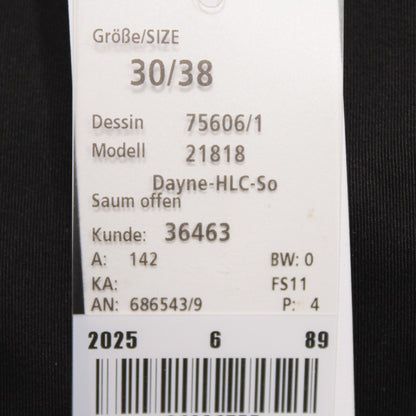 Größe/SIZE
30/38
Dessin 75606/1
Modell 21818
Dayne-HLC-So
Saum offen
Kunde: 36463
A: 142 BW: 0
KA: FS11
AN: 686543/9 P: 4
2025 6 89